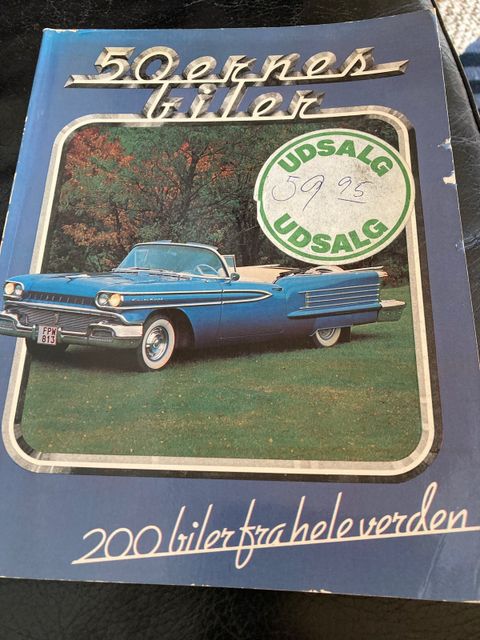 50ernes
biler
UDSALG
59 95
UDSALG
FPW
813
200 biler fra hele verden